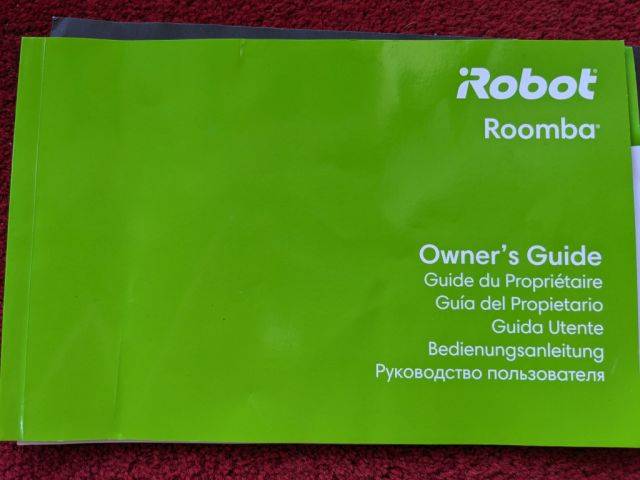 iRobot®
Roomba®
Owner's Guide
Guide du Propriétaire
Guía del Propietario
Guida Utente
Bedienungsanleitung
Руководство пользователя